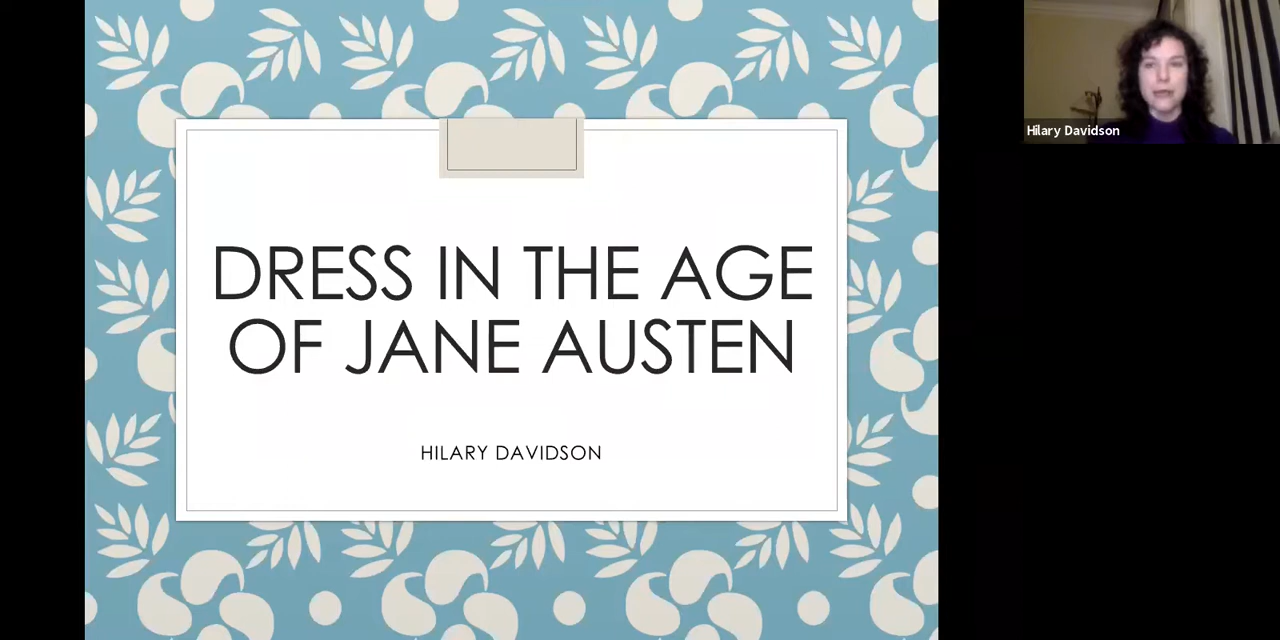 DRESS IN THE AGE
OF JANE AUSTEN
HILARY DAVIDSON
Hilary Davidson